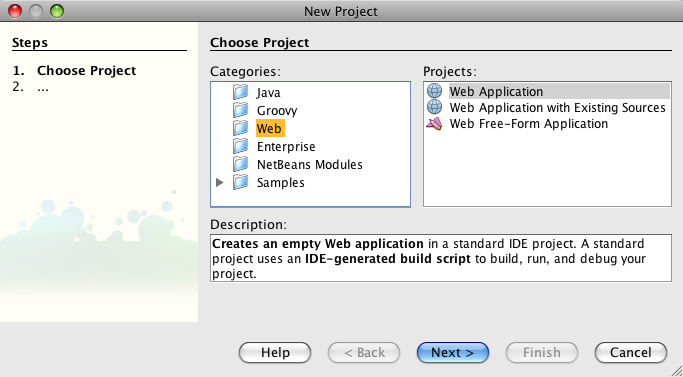 New Project
Steps
1. Choose Project
2. ...
Choose Project
Categories:
Java
Groovy
Web
Enterprise
NetBeans Modules
Samples
Projects:
Web Application
Web Application with Existing Sources
Web Free-Form Application
Description:
Creates an empty Web application in a standard IDE project. A standard
project uses an IDE-generated build script to build, run, and debug your
project.
Help
< Back
Next >
Finish
Cancel